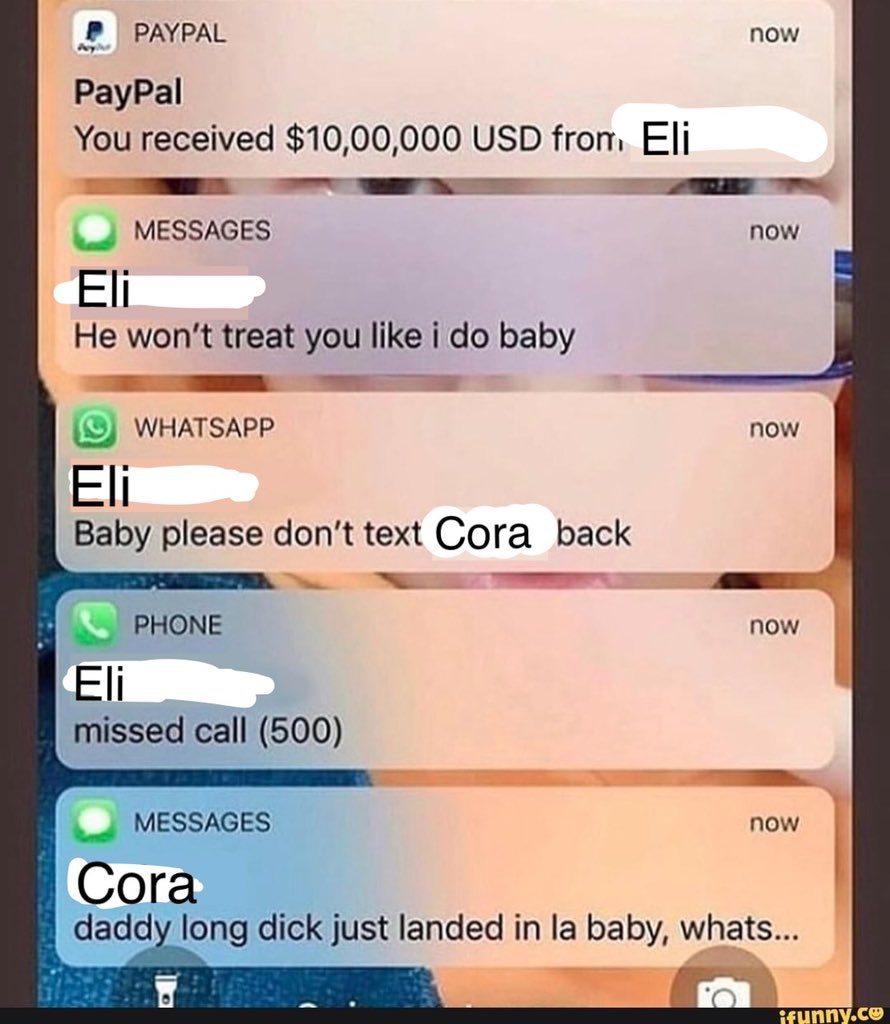 PAYPAL now
PayPal
You received $10,00,000 USD from Eli
MESSAGES now
Eli
He won't treat you like i do baby
WHATSAPP now
Eli
Baby please don't text Cora back
PHONE now
Eli
missed call (500)
MESSAGES now
Cora
daddy long dick just landed in la baby, whats...
ifunny.co